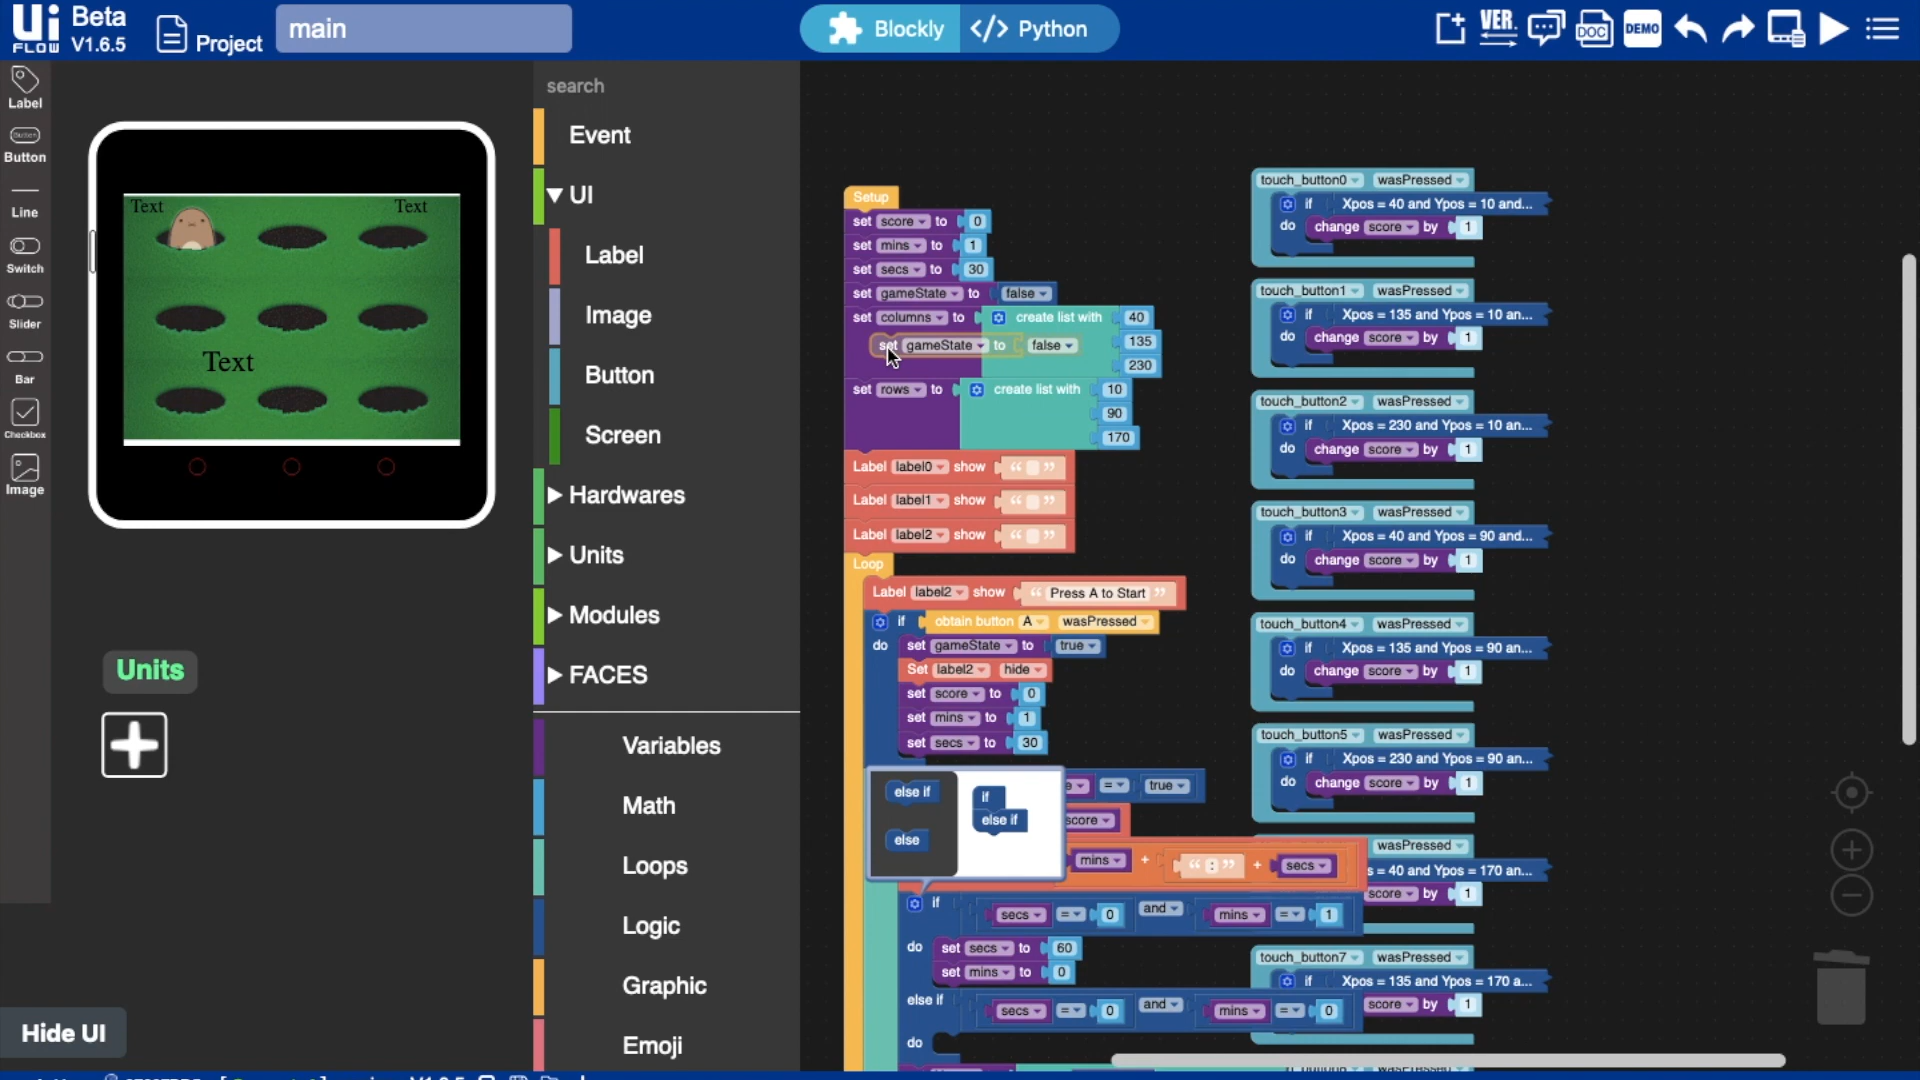 Ui FLOW Beta V1.6.5 Project main Blockly </> Python VER. DOC DEMO
Label
Button
Line
Switch
Slider
Bar
Checkbox
Image
Text Text
Text
Units
Hide UI
search
Event
UI
Label
Image
Button
Screen
Hardwares
Units
Modules
FACES
Variables
Math
Loops
Logic
Graphic
Emoji
Setup
set score to 0
set mins to 1
set secs to 30
set gameState to false
set columns to create list with 40
set gameState to false 135
230
set rows to create list with 10
90
170
Label label0 show “ ”
Label label1 show “ ”
Label label2 show “ ”
Loop
Label label2 show “ Press A to Start ”
if obtain button A wasPressed
do set gameState to true
Set label2 hide
set score to 0
set mins to 1
set secs to 30
else if
else
if
else if
= true
score
mins + “ : ” + secs
if secs = 0 and mins = 1
do set secs to 60
set mins to 0
else if secs = 0 and mins = 0
do
touch_button0 wasPressed
if Xpos = 40 and Ypos = 10 and...
do change score by 1
touch_button1 wasPressed
if Xpos = 135 and Ypos = 10 an...
do change score by 1
touch_button2 wasPressed
if Xpos = 230 and Ypos = 10 an...
do change score by 1
touch_button3 wasPressed
if Xpos = 40 and Ypos = 90 and...
do change score by 1
touch_button4 wasPressed
if Xpos = 135 and Ypos = 90 an...
do change score by 1
touch_button5 wasPressed
if Xpos = 230 and Ypos = 90 an...
do change score by 1
wasPressed
s = 40 and Ypos = 170 an...
score by 1
touch_button7 wasPressed
if Xpos = 135 and Ypos = 170 a...
score by 1